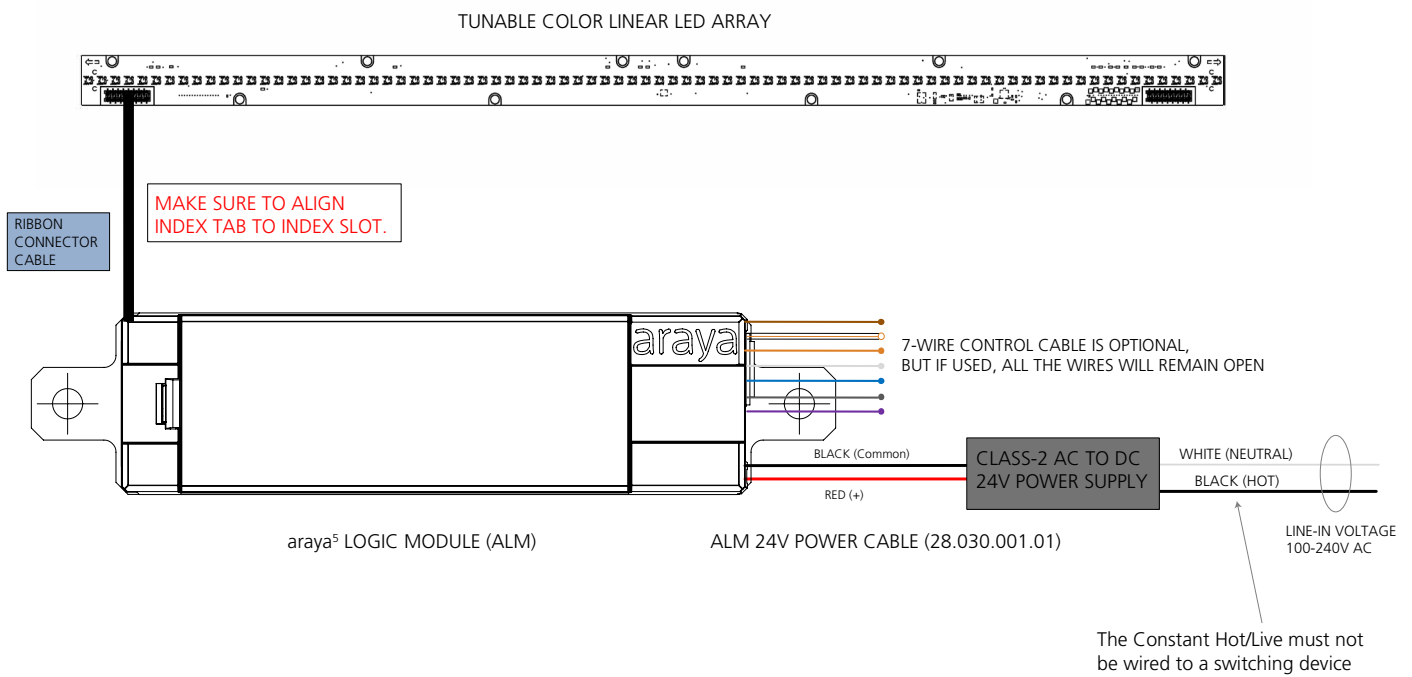 TUNABLE COLOR LINEAR LED ARRAY
C
C
C
C
MAKE SURE TO ALIGN
INDEX TAB TO INDEX SLOT.
RIBBON
CONNECTOR
CABLE
araya
7-WIRE CONTROL CABLE IS OPTIONAL,
BUT IF USED, ALL THE WIRES WILL REMAIN OPEN
BLACK (Common)
RED (+)
CLASS-2 AC TO DC
24V POWER SUPPLY
WHITE (NEUTRAL)
BLACK (HOT)
LINE-IN VOLTAGE
100-240V AC
araya⁵ LOGIC MODULE (ALM)
ALM 24V POWER CABLE (28.030.001.01)
The Constant Hot/Live must not
be wired to a switching device